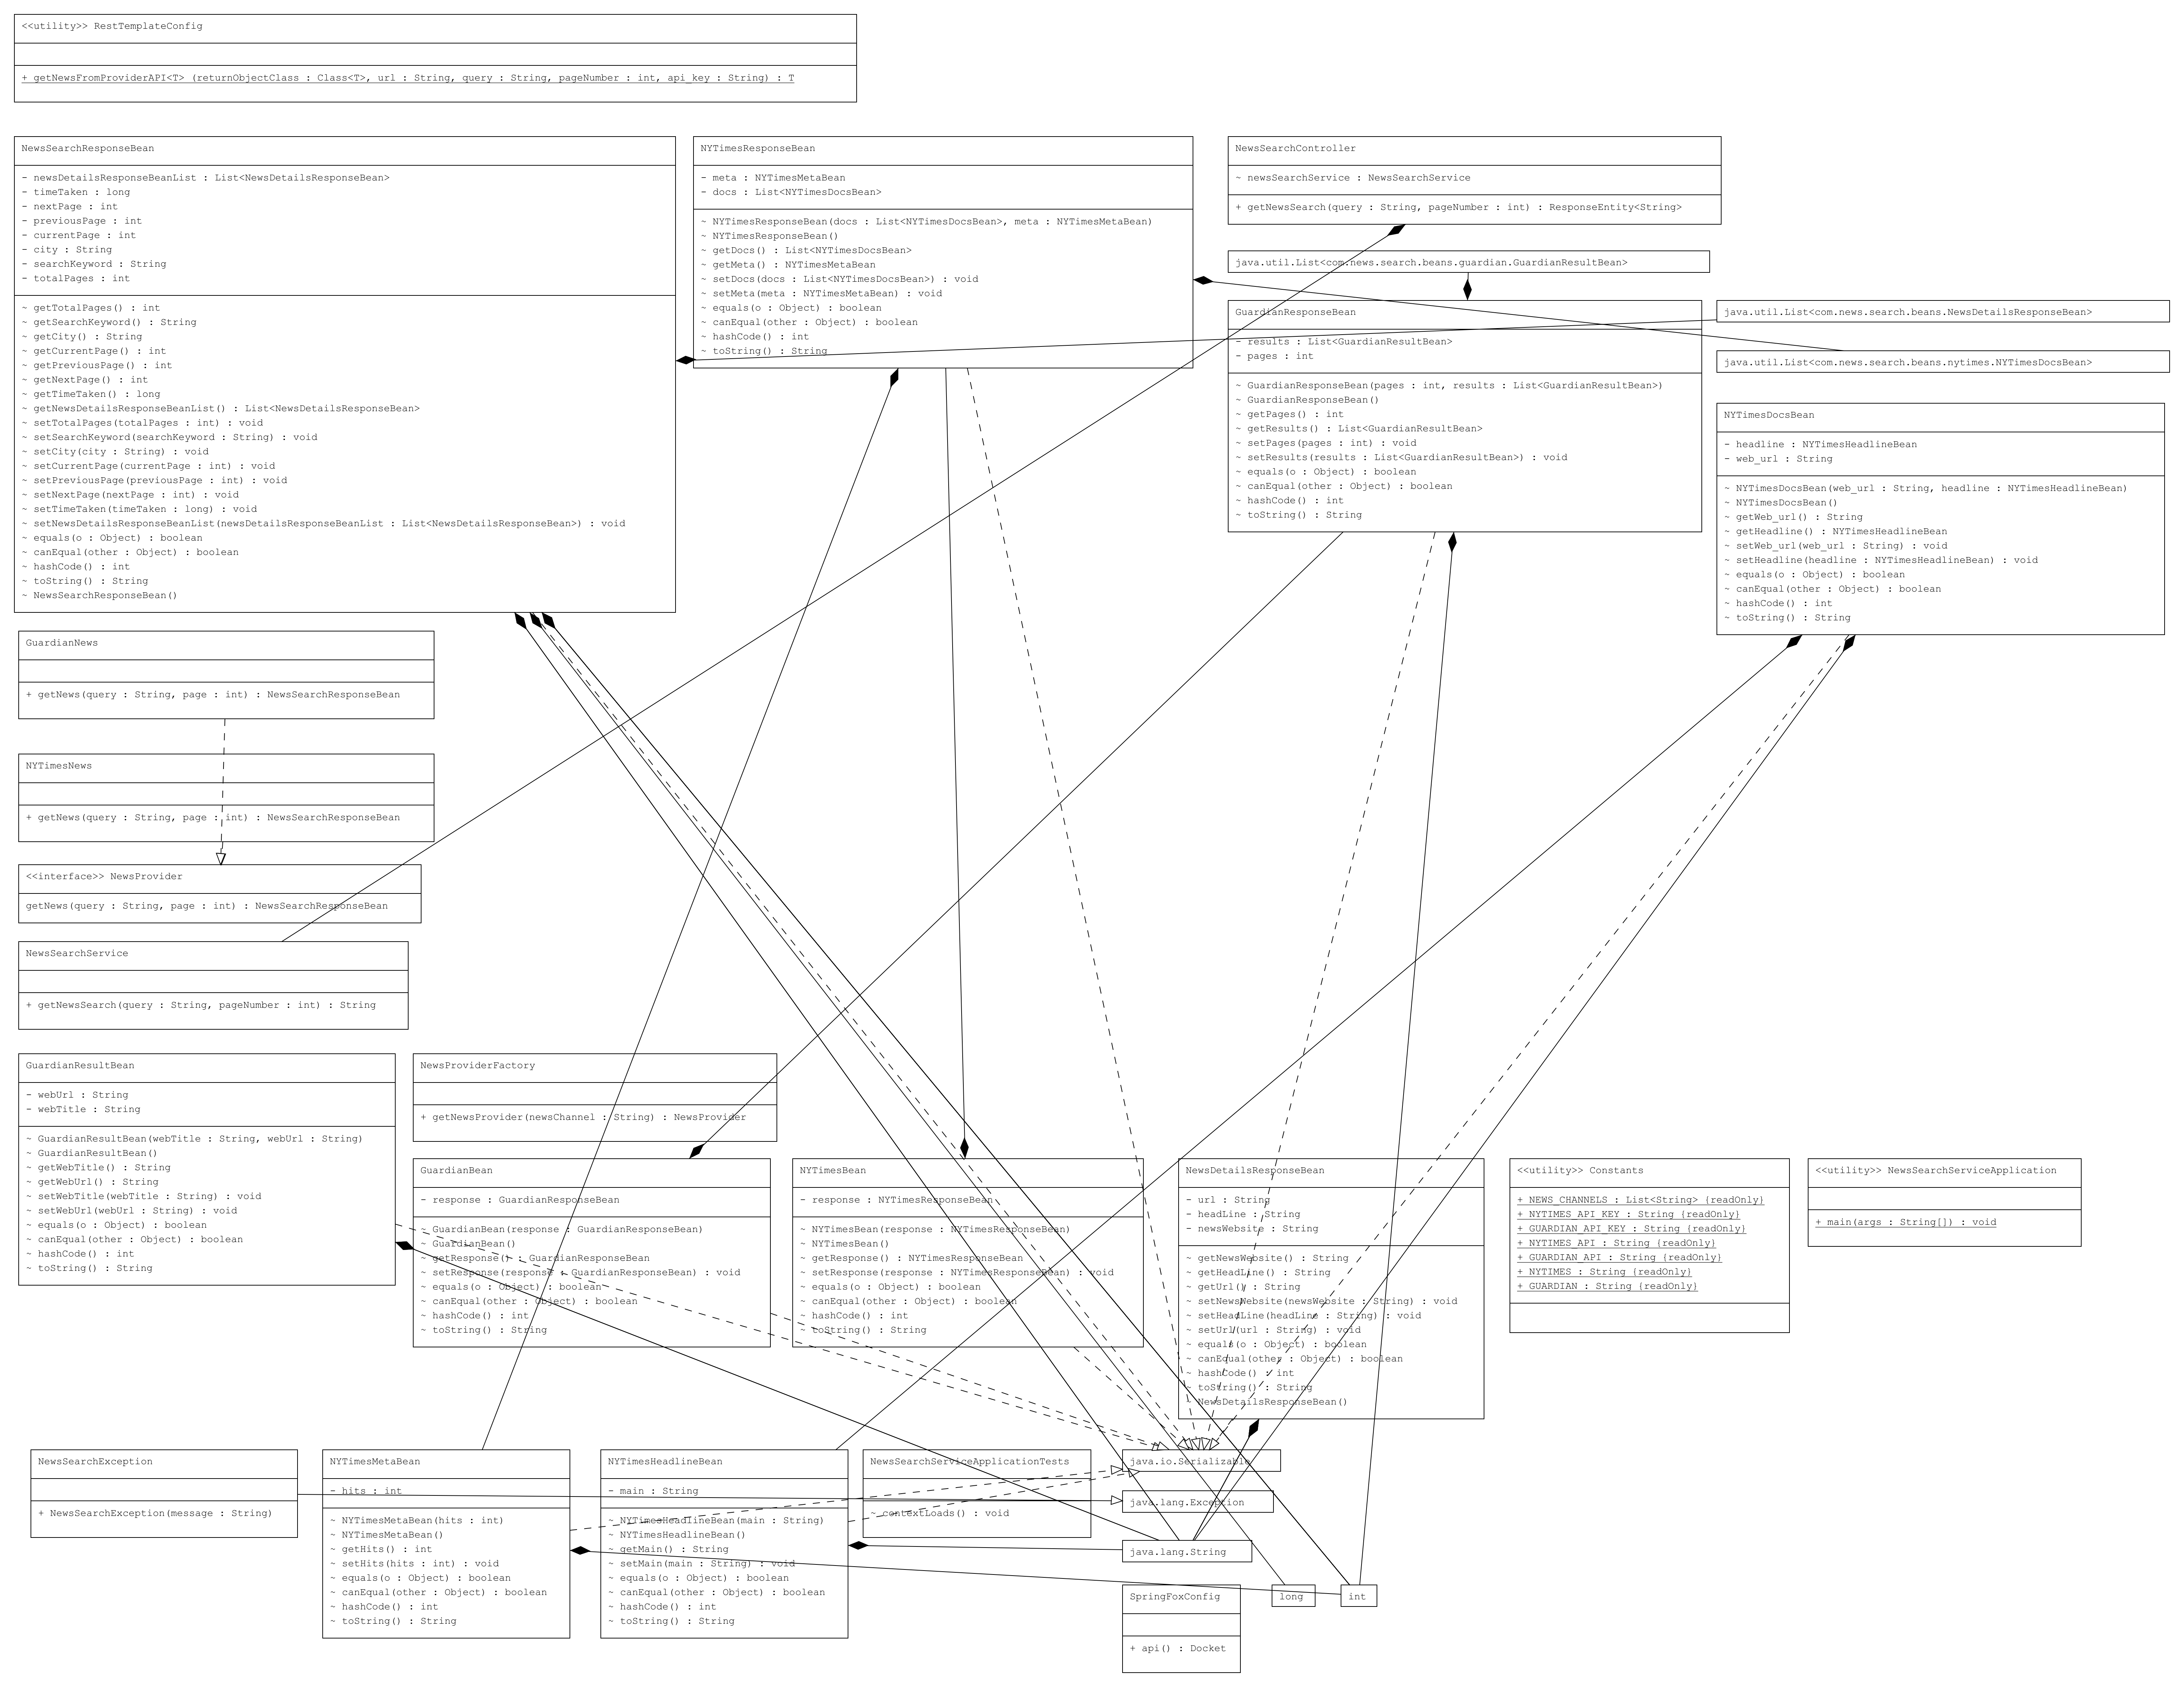 <<utility>> RestTemplateConfig
+ getNewsFromProviderAPI<T> (returnObjectClass : Class<T>, url : String, query : String, pageNumber : int, api_key : String) : T
NewsSearchResponseBean
- newsDetailsResponseBeanList : List<NewsDetailsResponseBean>
- timeTaken : long
- nextPage : int
- previousPage : int
- currentPage : int
- city : String
- searchKeyword : String
- totalPages : int
~ getTotalPages() : int
~ getSearchKeyword() : String
~ getCity() : String
~ getCurrentPage() : int
~ getPreviousPage() : int
~ getNextPage() : int
~ getTimeTaken() : long
~ getNewsDetailsResponseBeanList() : List<NewsDetailsResponseBean>
~ setTotalPages(totalPages : int) : void
~ setSearchKeyword(searchKeyword : String) : void
~ setCity(city : String) : void
~ setCurrentPage(currentPage : int) : void
~ setPreviousPage(previousPage : int) : void
~ setNextPage(nextPage : int) : void
~ setTimeTaken(timeTaken : long) : void
~ setNewsDetailsResponseBeanList(newsDetailsResponseBeanList : List<NewsDetailsResponseBean>) : void
~ equals(o : Object) : boolean
~ canEqual(other : Object) : boolean
~ hashCode() : int
~ toString() : String
~ NewsSearchResponseBean()
NYTimesResponseBean
- meta : NYTimesMetaBean
- docs : List<NYTimesDocsBean>
~ NYTimesResponseBean(docs : List<NYTimesDocsBean>, meta : NYTimesMetaBean)
~ NYTimesResponseBean()
~ getDocs() : List<NYTimesDocsBean>
~ getMeta() : NYTimesMetaBean
~ setDocs(docs : List<NYTimesDocsBean>) : void
~ setMeta(meta : NYTimesMetaBean) : void
~ equals(o : Object) : boolean
~ canEqual(other : Object) : boolean
~ hashCode() : int
~ toString() : String
NewsSearchController
~ newsSearchService : NewsSearchService
+ getNewsSearch(query : String, pageNumber : int) : ResponseEntity<String>
java.util.List<com.news.search.beans.guardian.GuardianResultBean>
GuardianResponseBean
- results : List<GuardianResultBean>
- pages : int
~ GuardianResponseBean(pages : int, results : List<GuardianResultBean>)
~ GuardianResponseBean()
~ getPages() : int
~ getResults() : List<GuardianResultBean>
~ setPages(pages : int) : void
~ setResults(results : List<GuardianResultBean>) : void
~ equals(o : Object) : boolean
~ canEqual(other : Object) : boolean
~ hashCode() : int
~ toString() : String
java.util.List<com.news.search.beans.NewsDetailsResponseBean>
java.util.List<com.news.search.beans.nytimes.NYTimesDocsBean>
NYTimesDocsBean
- headline : NYTimesHeadlineBean
- web_url : String
~ NYTimesDocsBean(web_url : String, headline : NYTimesHeadlineBean)
~ NYTimesDocsBean()
~ getWeb_url() : String
~ getHeadline() : NYTimesHeadlineBean
~ setWeb_url(web_url : String) : void
~ setHeadline(headline : NYTimesHeadlineBean) : void
~ equals(o : Object) : boolean
~ canEqual(other : Object) : boolean
~ hashCode() : int
~ toString() : String
GuardianNews
+ getNews(query : String, page : int) : NewsSearchResponseBean
NYTimesNews
+ getNews(query : String, page : int) : NewsSearchResponseBean
<<interface>> NewsProvider
getNews(query : String, page : int) : NewsSearchResponseBean
NewsSearchService
+ getNewsSearch(query : String, pageNumber : int) : String
GuardianResultBean
- webUrl : String
- webTitle : String
~ GuardianResultBean(webTitle : String, webUrl : String)
~ GuardianResultBean()
~ getWebTitle() : String
~ getWebUrl() : String
~ setWebTitle(webTitle : String) : void
~ setWebUrl(webUrl : String) : void
~ equals(o : Object) : boolean
~ canEqual(other : Object) : boolean
~ hashCode() : int
~ toString() : String
NewsProviderFactory
+ getNewsProvider(newsChannel : String) : NewsProvider
GuardianBean
- response : GuardianResponseBean
~ GuardianBean(response : GuardianResponseBean)
~ GuardianBean()
~ getResponse() : GuardianResponseBean
~ setResponse(response : GuardianResponseBean) : void
~ equals(o : Object) : boolean
~ canEqual(other : Object) : boolean
~ hashCode() : int
~ toString() : String
NYTimesBean
- response : NYTimesResponseBean
~ NYTimesBean(response : NYTimesResponseBean)
~ NYTimesBean()
~ getResponse() : NYTimesResponseBean
~ setResponse(response : NYTimesResponseBean) : void
~ equals(o : Object) : boolean
~ canEqual(other : Object) : boolean
~ hashCode() : int
~ toString() : String
NewsDetailsResponseBean
- url : String
- headLine : String
- newsWebsite : String
~ getNewsWebsite() : String
~ getHeadLine() : String
~ getUrl() : String
~ setNewsWebsite(newsWebsite : String) : void
~ setHeadLine(headLine : String) : void
~ setUrl(url : String) : void
~ equals(o : Object) : boolean
~ canEqual(other : Object) : boolean
~ hashCode() : int
~ toString() : String
~ NewsDetailsResponseBean()
<<utility>> Constants
+ NEWS_CHANNELS : List<String> {readOnly}
+ NYTIMES_API_KEY : String {readOnly}
+ GUARDIAN_API_KEY : String {readOnly}
+ NYTIMES_API : String {readOnly}
+ GUARDIAN_API : String {readOnly}
+ NYTIMES : String {readOnly}
+ GUARDIAN : String {readOnly}
<<utility>> NewsSearchServiceApplication
+ main(args : String[]) : void
NewsSearchException
+ NewsSearchException(message : String)
NYTimesMetaBean
- hits : int
~ NYTimesMetaBean(hits : int)
~ NYTimesMetaBean()
~ getHits() : int
~ setHits(hits : int) : void
~ equals(o : Object) : boolean
~ canEqual(other : Object) : boolean
~ hashCode() : int
~ toString() : String
NYTimesHeadlineBean
- main : String
~ NYTimesHeadlineBean(main : String)
~ NYTimesHeadlineBean()
~ getMain() : String
~ setMain(main : String) : void
~ equals(o : Object) : boolean
~ canEqual(other : Object) : boolean
~ hashCode() : int
~ toString() : String
NewsSearchServiceApplicationTests
~ contextLoads() : void
java.io.Serializable
java.lang.Exception
java.lang.String
SpringFoxConfig
+ api() : Docket
long
int